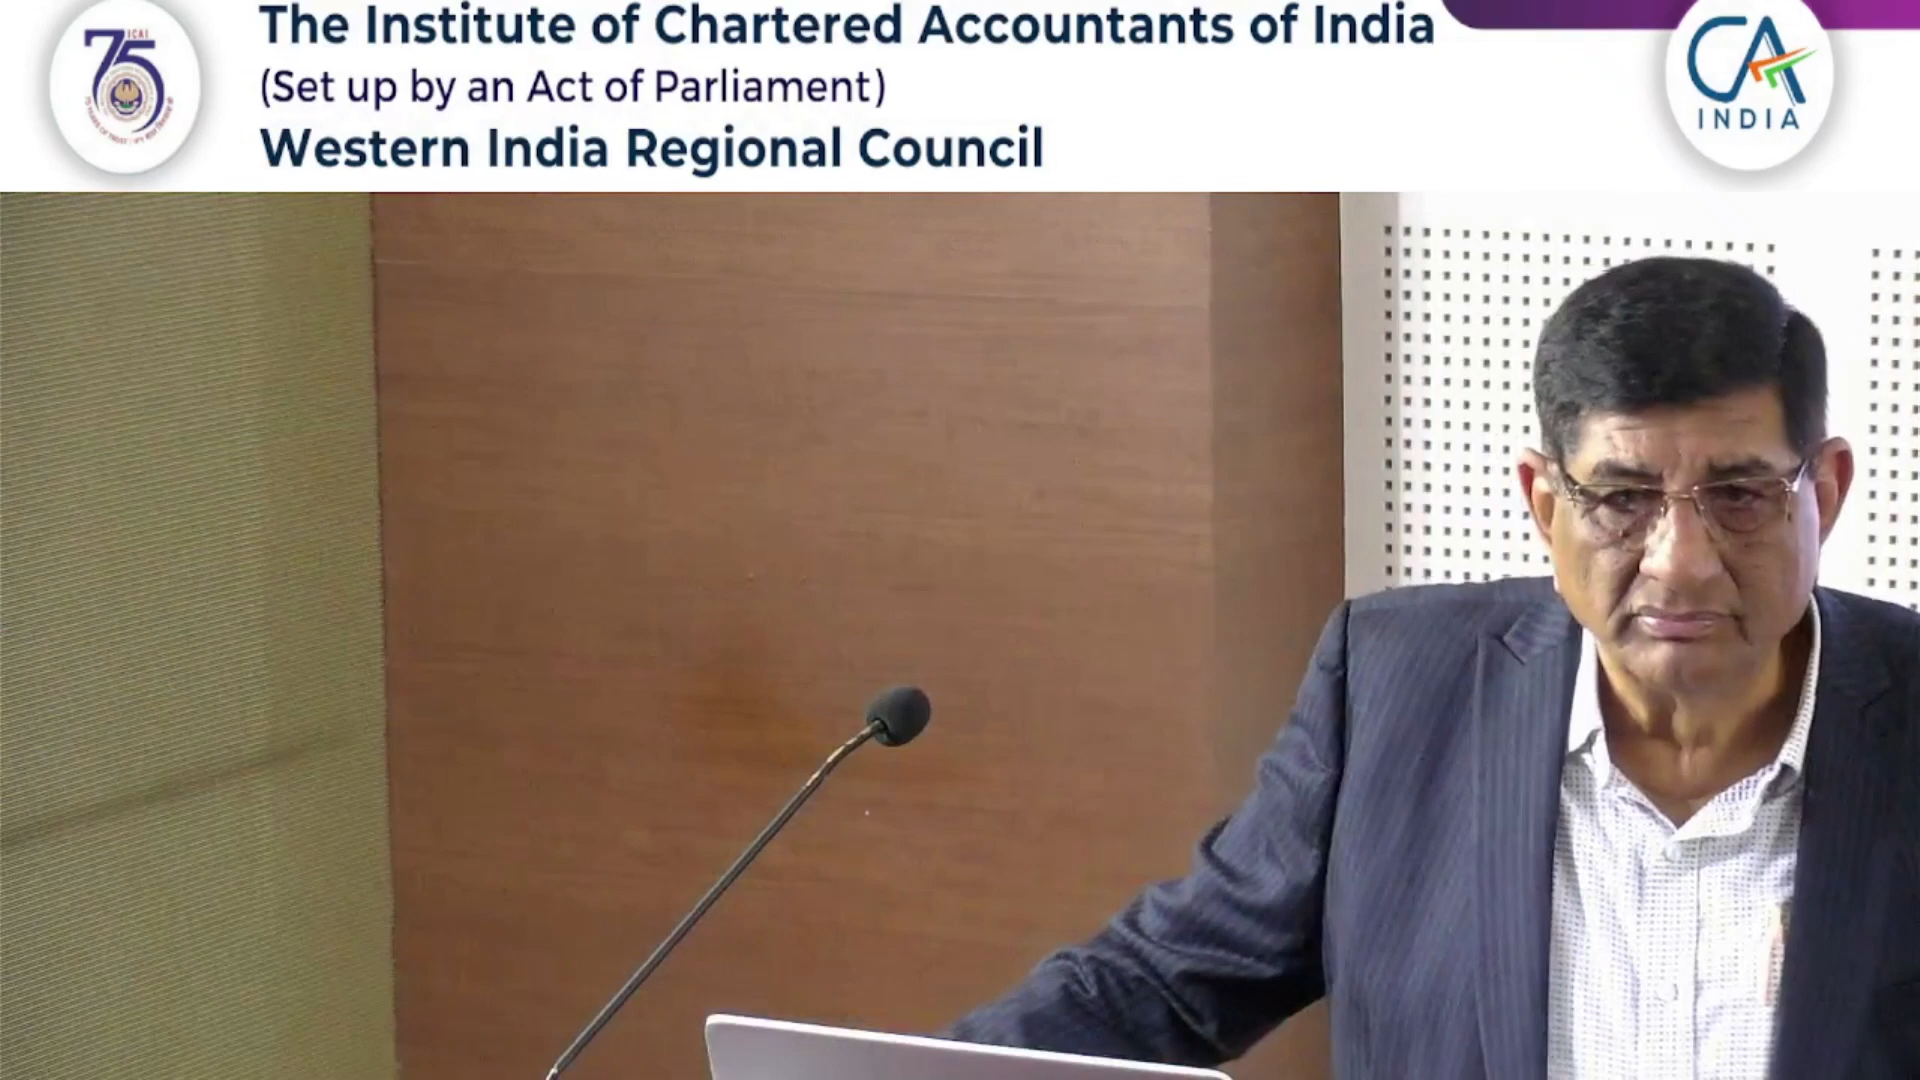 The Institute of Chartered Accountants of India
(Set up by an Act of Parliament)
Western India Regional Council
ICAI
75
CA
INDIA